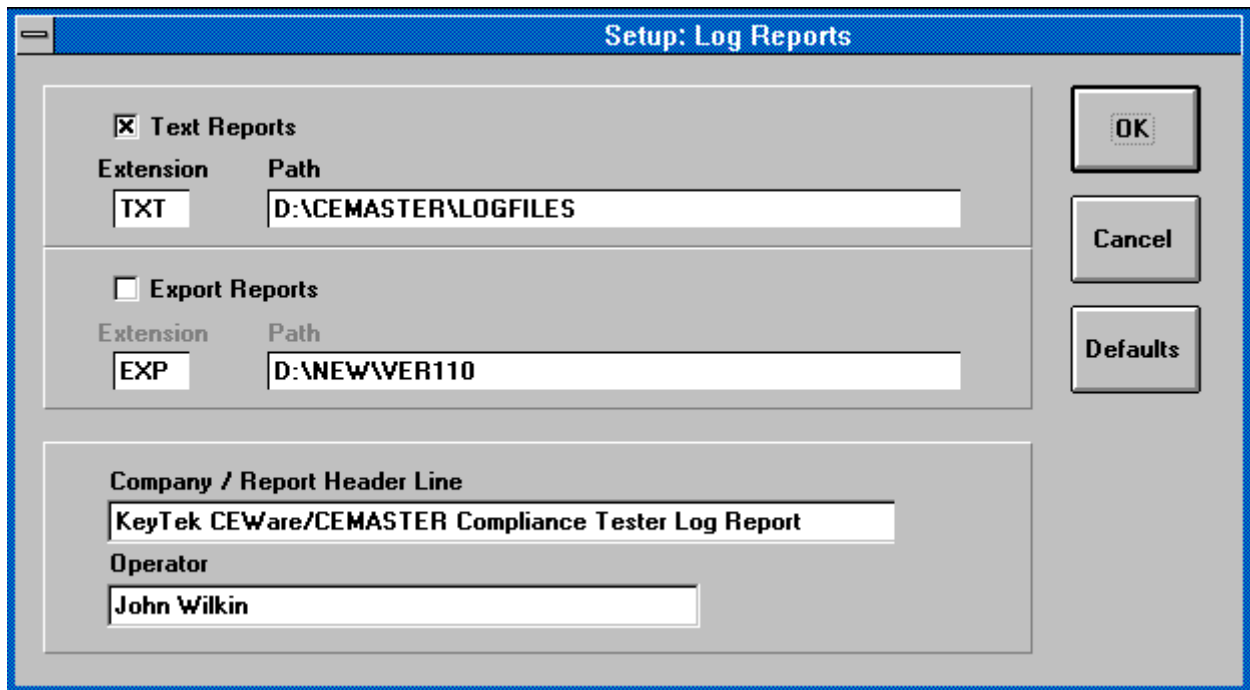 Setup: Log Reports
Text Reports
Extension Path
TXT D:\CEMASTER\LOGFILES
Export Reports
Extension Path
EXP D:\NEW\VER110
Company / Report Header Line
KeyTek CEWare/CEMASTER Compliance Tester Log Report
Operator
John Wilkin
OK
Cancel
Defaults